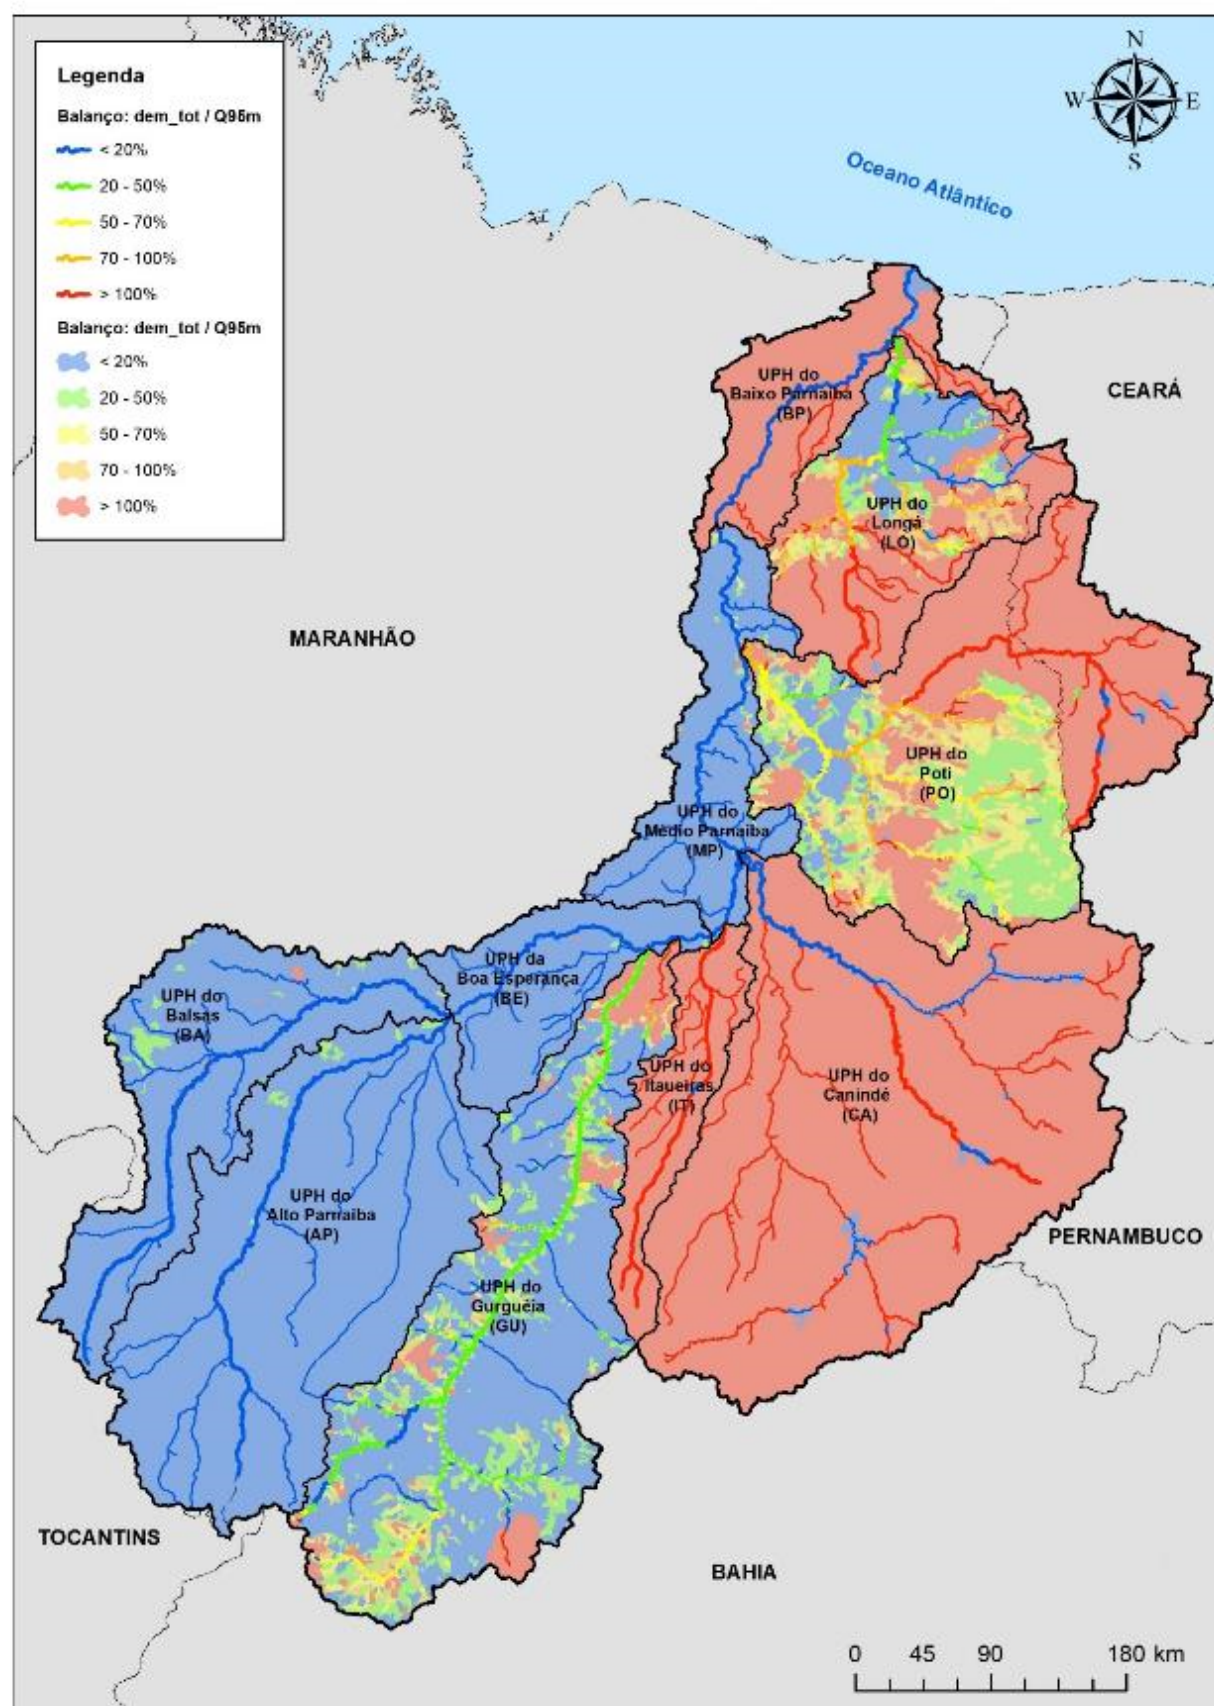 Legenda
Balanço: dem_tot / Q95m
< 20%
20 - 50%
50 - 70%
70 - 100%
> 100%
Balanço: dem_tot / Q95m
< 20%
20 - 50%
50 - 70%
70 - 100%
> 100%
N
W
E
S
Oceano Atlântico
CEARÁ
UPH do
Baixo Parnaíba
(BP)
UPH do
Longá
(LO)
MARANHÃO
UPH do
Poti
(PO)
UPH do
Médio Parnaíba
(MP)
UPH da
Boa Esperança
(BE)
UPH do
Balsas
(BA)
UPH do
Itaueiras
(IT)
UPH do
Canindé
(CA)
UPH do
Alto Parnaíba
(AP)
PERNAMBUCO
UPH do
Gurguéia
(GU)
TOCANTINS
BAHIA
0 45 90 180 km